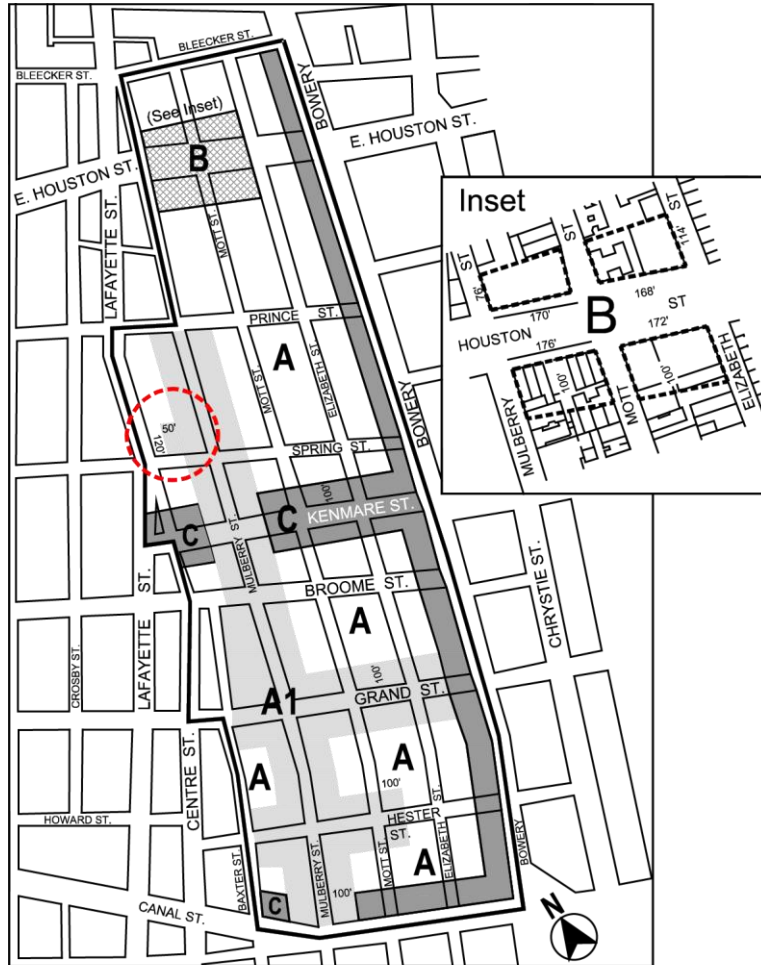 BLEECKER ST.
BLEECKER ST.
BOWERY
(See Inset)
E. HOUSTON ST.
B
E. HOUSTON ST.
LAFAYETTE ST.
MOTT ST.
Inset
ST
ST
ST
76'
170'
114'
168'
B
ST
HOUSTON
176'
172'
100'
100'
MULBERRY
MOTT
ELIZABETH
PRINCE ST.
A
MOTT ST.
ELIZABETH ST.
BOWERY
50'
120'
SPRING ST.
100'
C
C
KENMARE ST.
MULBERRY ST.
BROOME ST.
CHRYSTIE ST.
A
CROSBY ST.
LAFAYETTE ST.
100'
A1
GRAND ST.
CENTRE ST.
A
A
100'
HESTER ST.
HOWARD ST.
BAXTER ST.
MULBERRY ST.
MOTT ST.
ELIZABETH ST.
A
BOWERY
C
100'
CANAL ST.
N